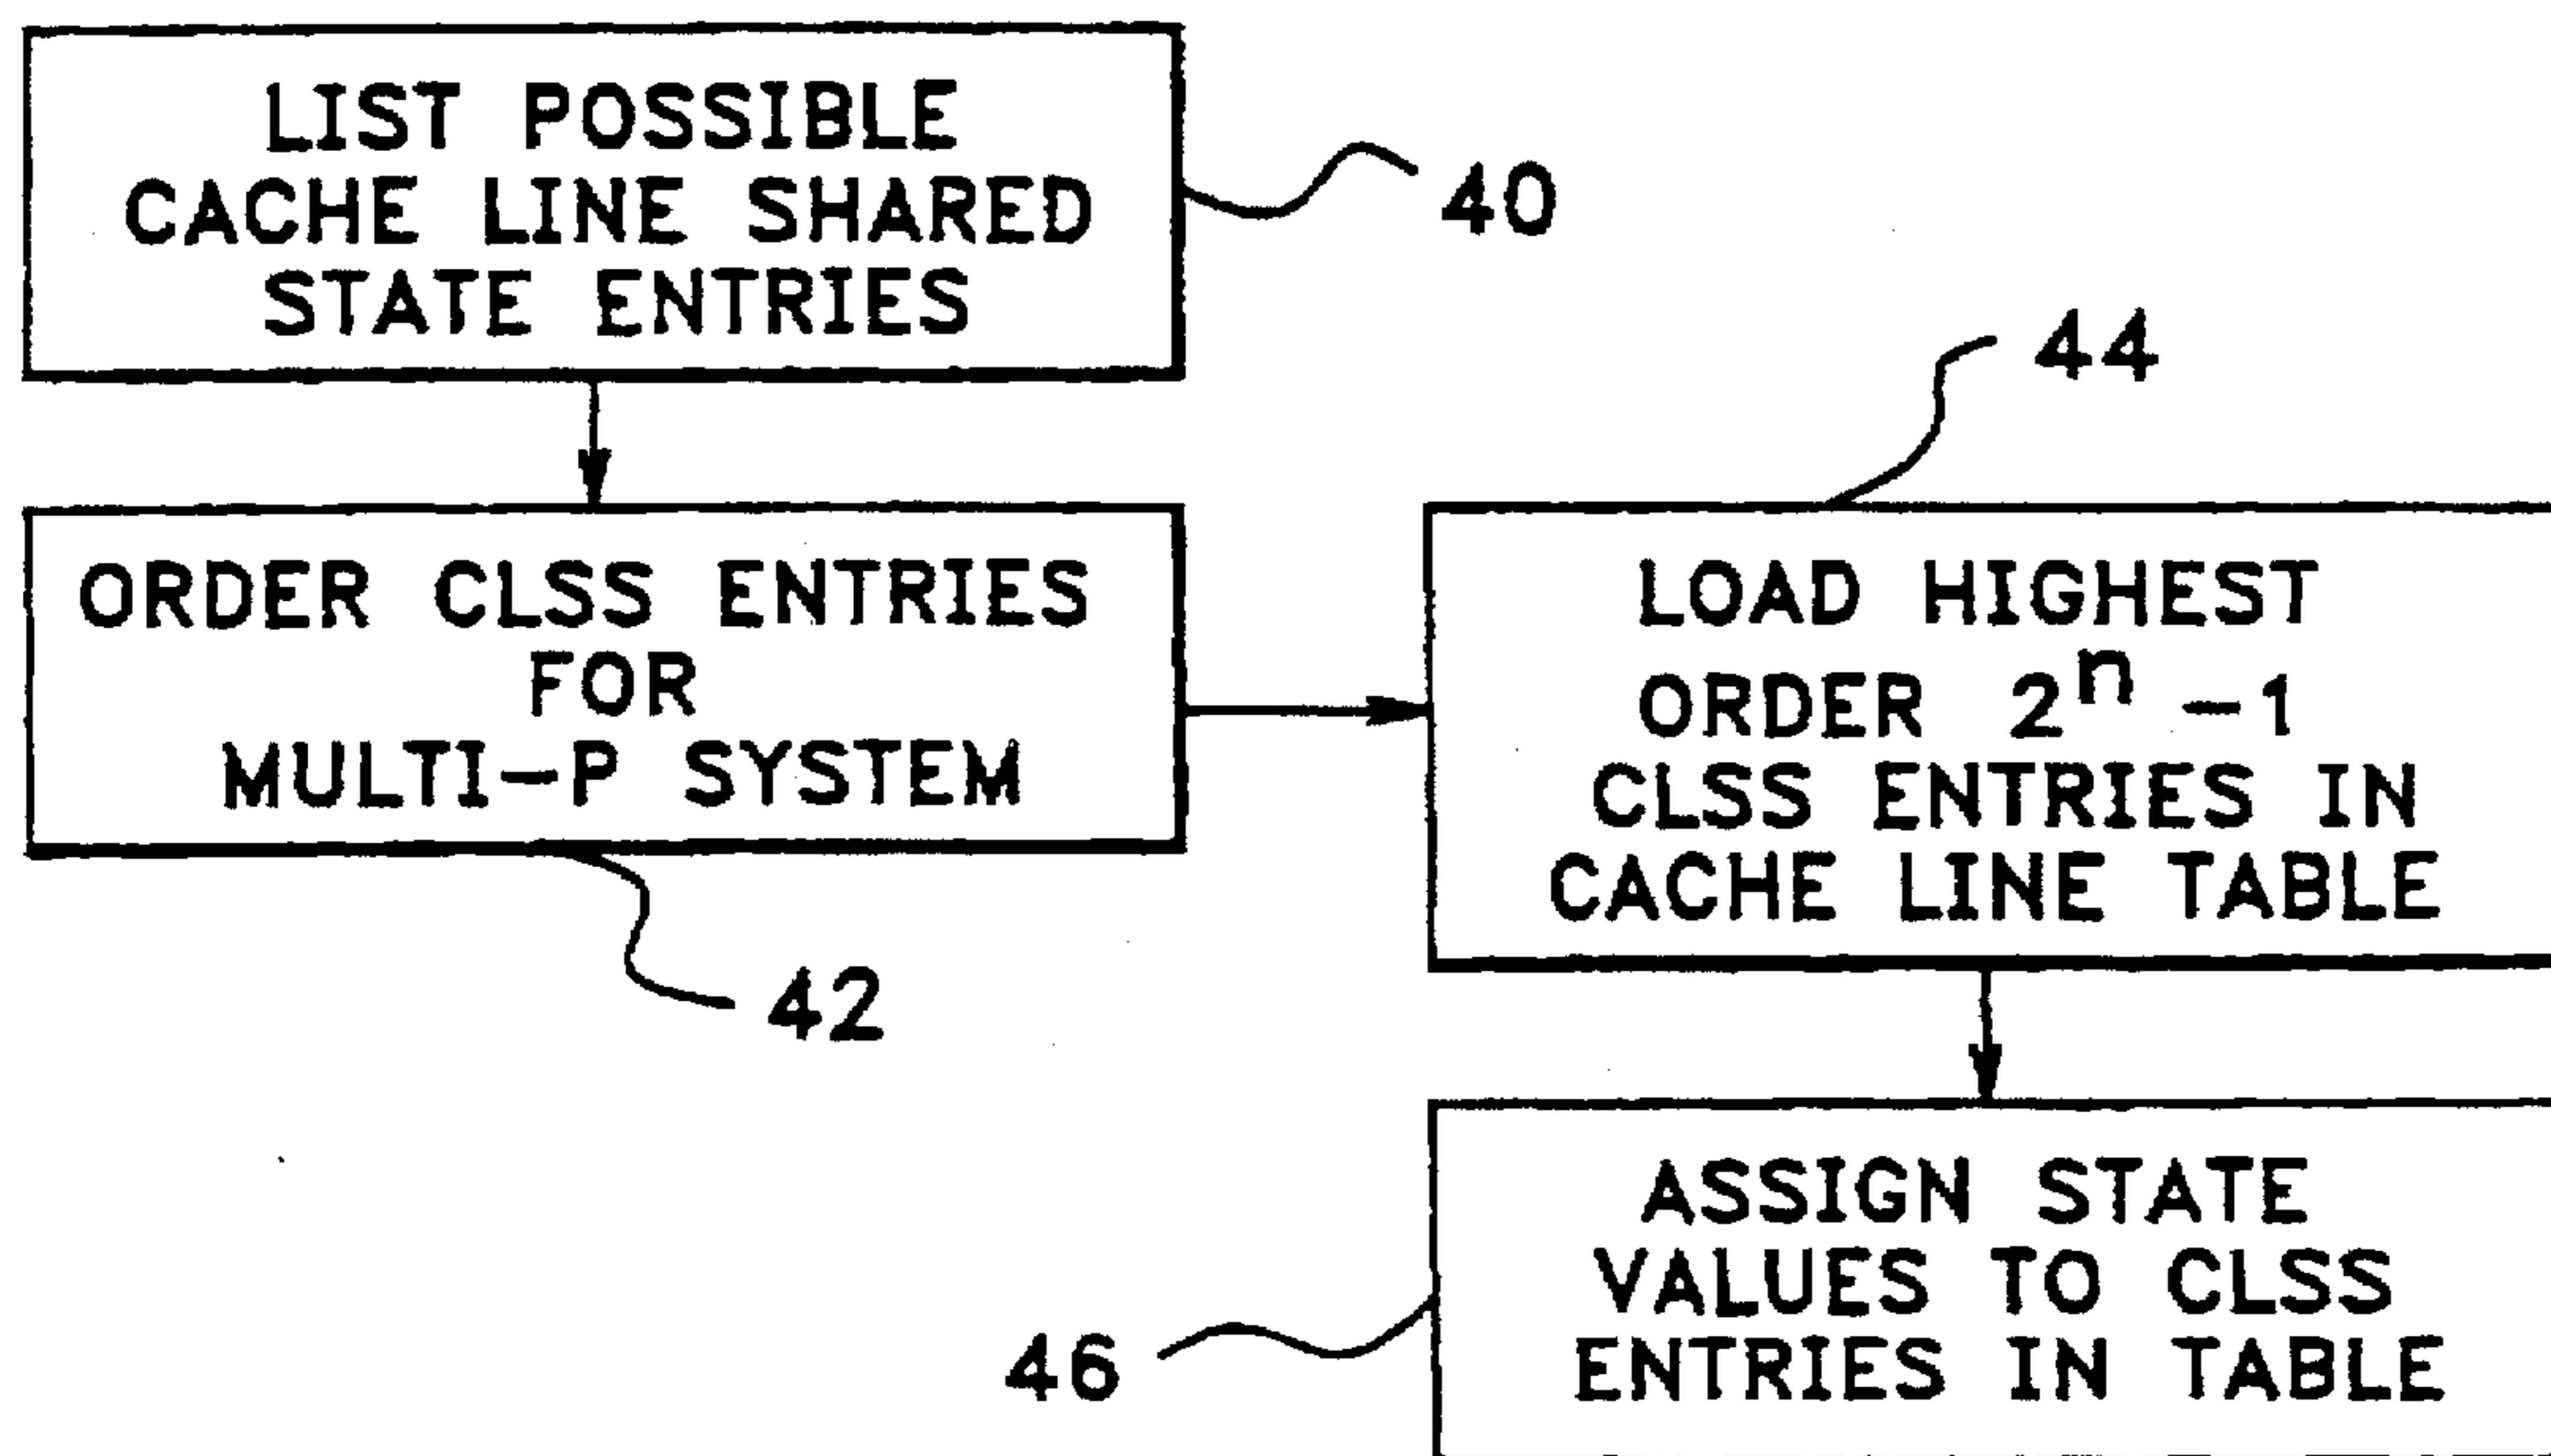 LIST POSSIBLE
CACHE LINE SHARED
STATE ENTRIES
40
ORDER CLSS ENTRIES
FOR
MULTI-P SYSTEM
42
44
LOAD HIGHEST
ORDER 2ⁿ -1
CLSS ENTRIES IN
CACHE LINE TABLE
ASSIGN STATE
VALUES TO CLSS
ENTRIES IN TABLE
46